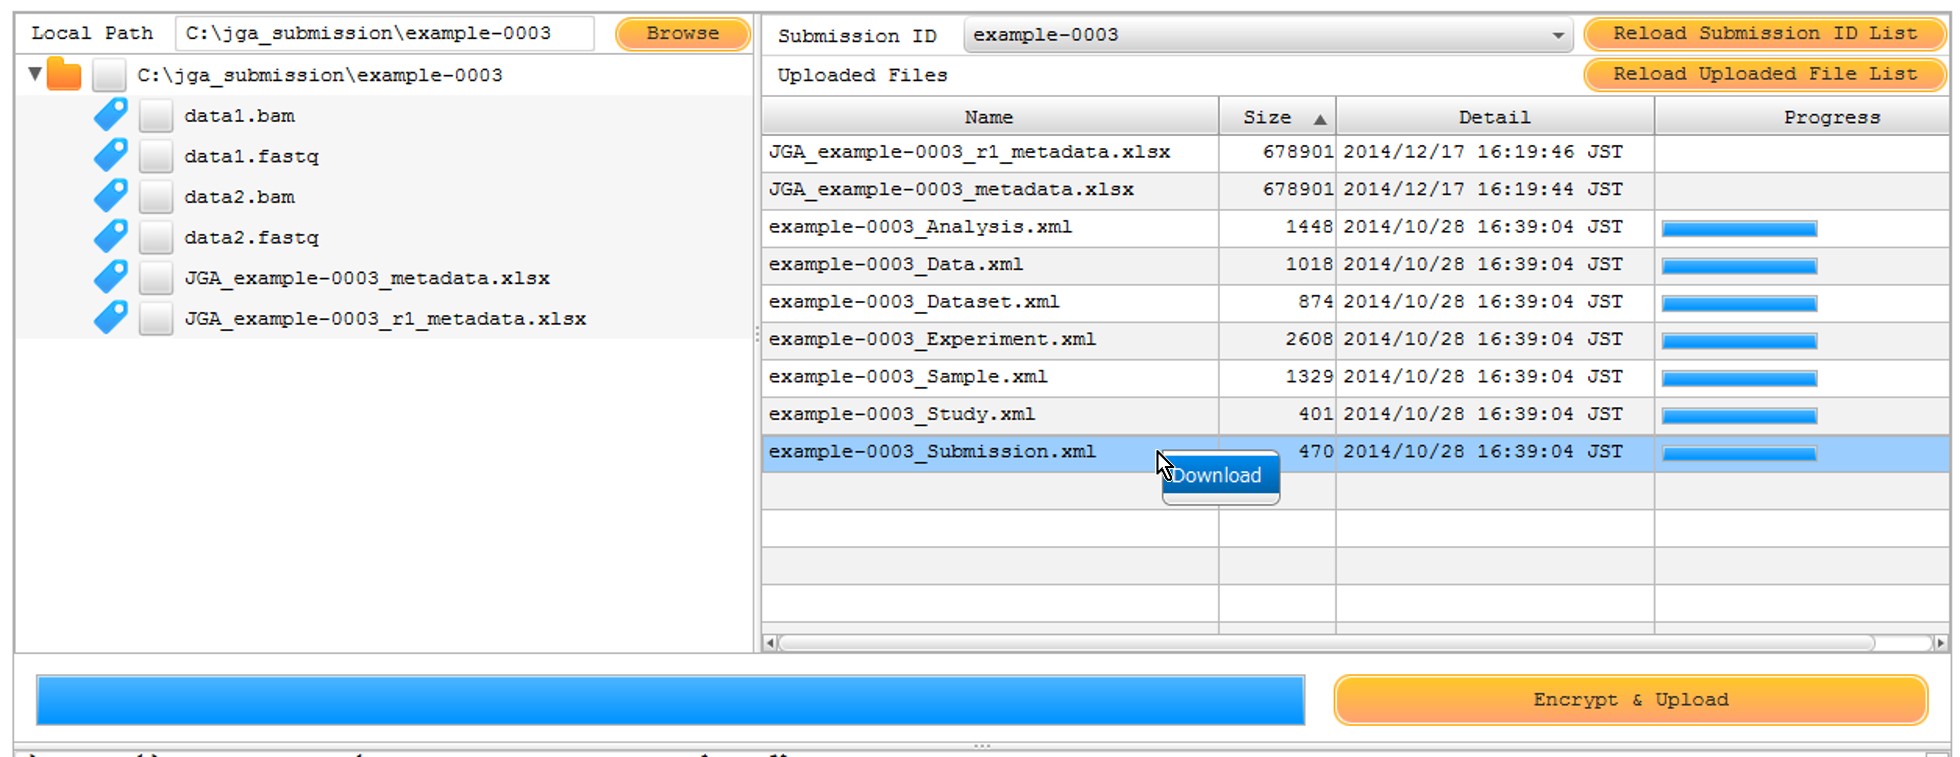 Local Path C:\jga_submission\example-0003 Browse
C:\jga_submission\example-0003
data1.bam
data1.fastq
data2.bam
data2.fastq
JGA_example-0003_metadata.xlsx
JGA_example-0003_r1_metadata.xlsx
Submission ID example-0003 Reload Submission ID List
Uploaded Files Reload Uploaded File List
Name Size Detail Progress
JGA_example-0003_r1_metadata.xlsx 678901 2014/12/17 16:19:46 JST
JGA_example-0003_metadata.xlsx 678901 2014/12/17 16:19:44 JST
example-0003_Analysis.xml 1448 2014/10/28 16:39:04 JST
example-0003_Data.xml 1018 2014/10/28 16:39:04 JST
example-0003_Dataset.xml 874 2014/10/28 16:39:04 JST
example-0003_Experiment.xml 2608 2014/10/28 16:39:04 JST
example-0003_Sample.xml 1329 2014/10/28 16:39:04 JST
example-0003_Study.xml 401 2014/10/28 16:39:04 JST
example-0003_Submission.xml 470 2014/10/28 16:39:04 JST
Download
Encrypt & Upload